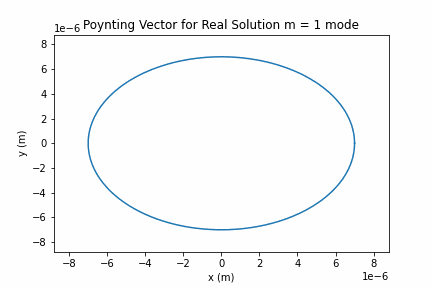 1e−6
Poynting Vector for Real Solution m = 1 mode
8
6
4
2
0
−2
−4
−6
−8
y (m)
−8 −6 −4 −2 0 2 4 6 8
x (m)
1e−6